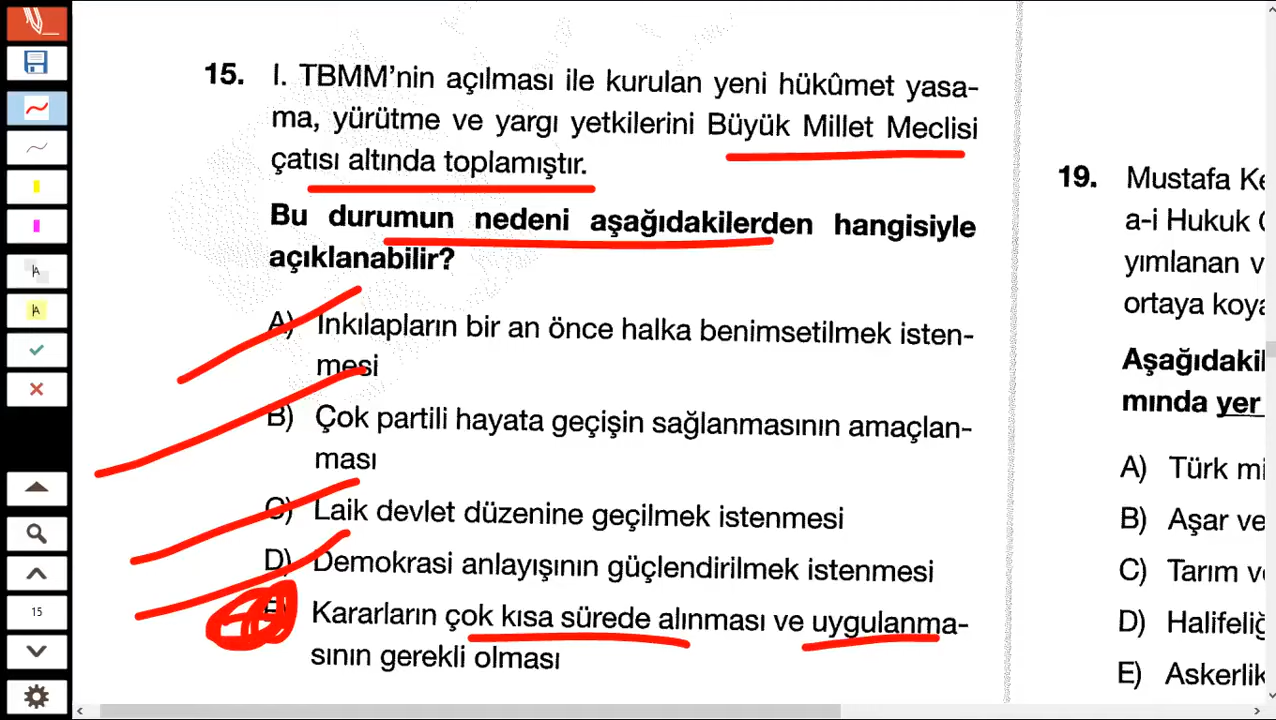 15. I. TBMM'nin açılması ile kurulan yeni hükûmet yasa-
ma, yürütme ve yargı yetkilerini Büyük Millet Meclisi
çatısı altında toplamıştır.
Bu durumun nedeni aşağıdakilerden hangisiyle
açıklanabilir?
A) İnkılapların bir an önce halka benimsetilmek isten-
mesi
B) Çok partili hayata geçişin sağlanmasının amaçlan-
ması
C) Laik devlet düzenine geçilmek istenmesi
D) Demokrasi anlayışının güçlendirilmek istenmesi
E) Kararların çok kısa sürede alınması ve uygulanma-
sının gerekli olması
19. Mustafa Ke
a-i Hukuk
yımlanan v
ortaya koya
Aşağıdakil
mında yer
A) Türk mi
B) Aşar ve
C) Tarım ve
D) Halifeliğ
E) Askerlik
15